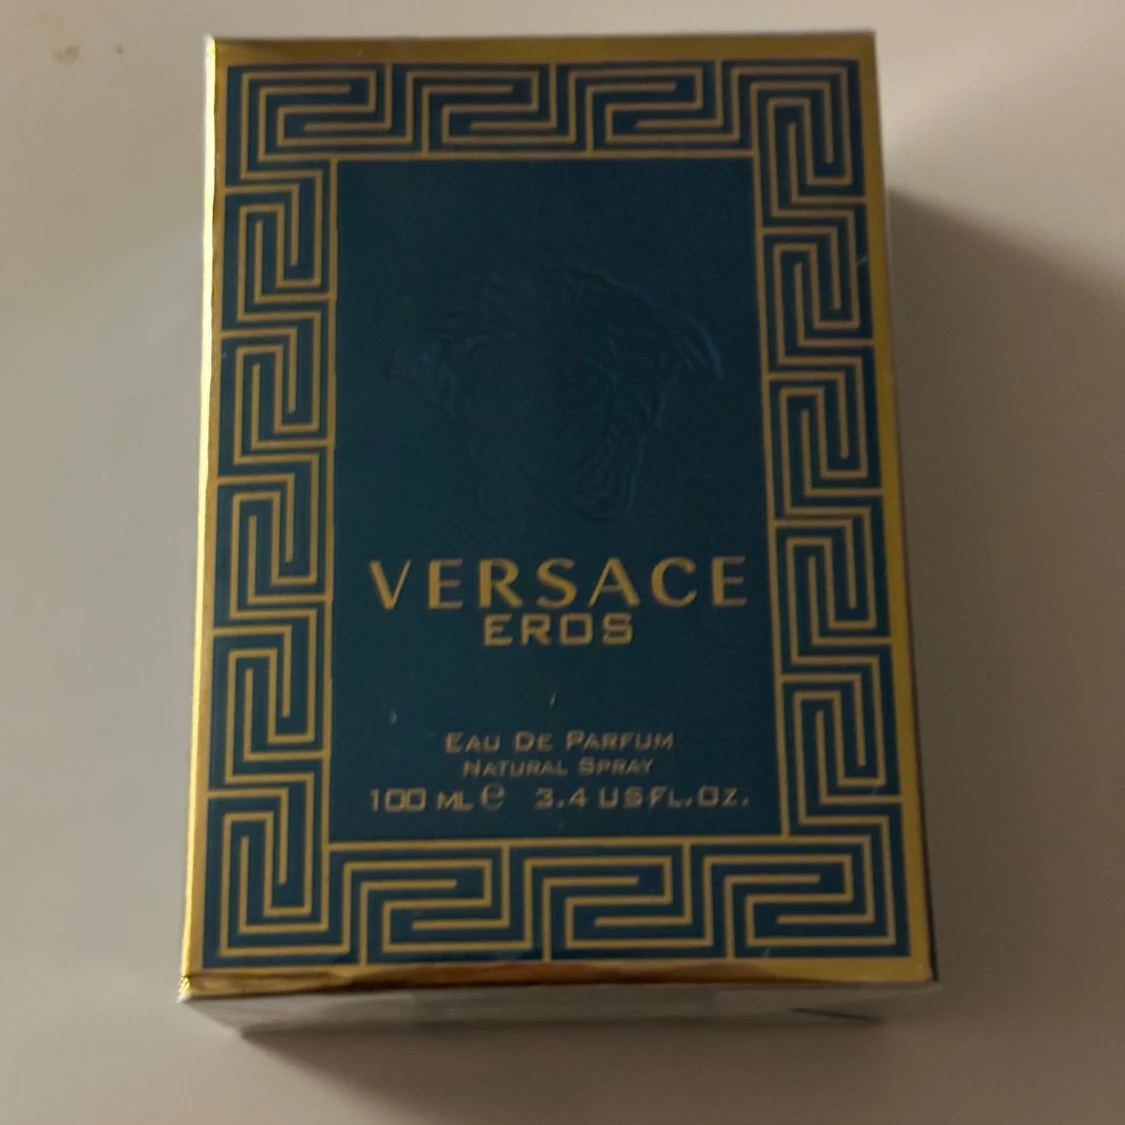 VERSACE
EROS
EAU DE PARFUM
NATURAL SPRAY
100 ML ℮ 3.4 US FL.OZ.